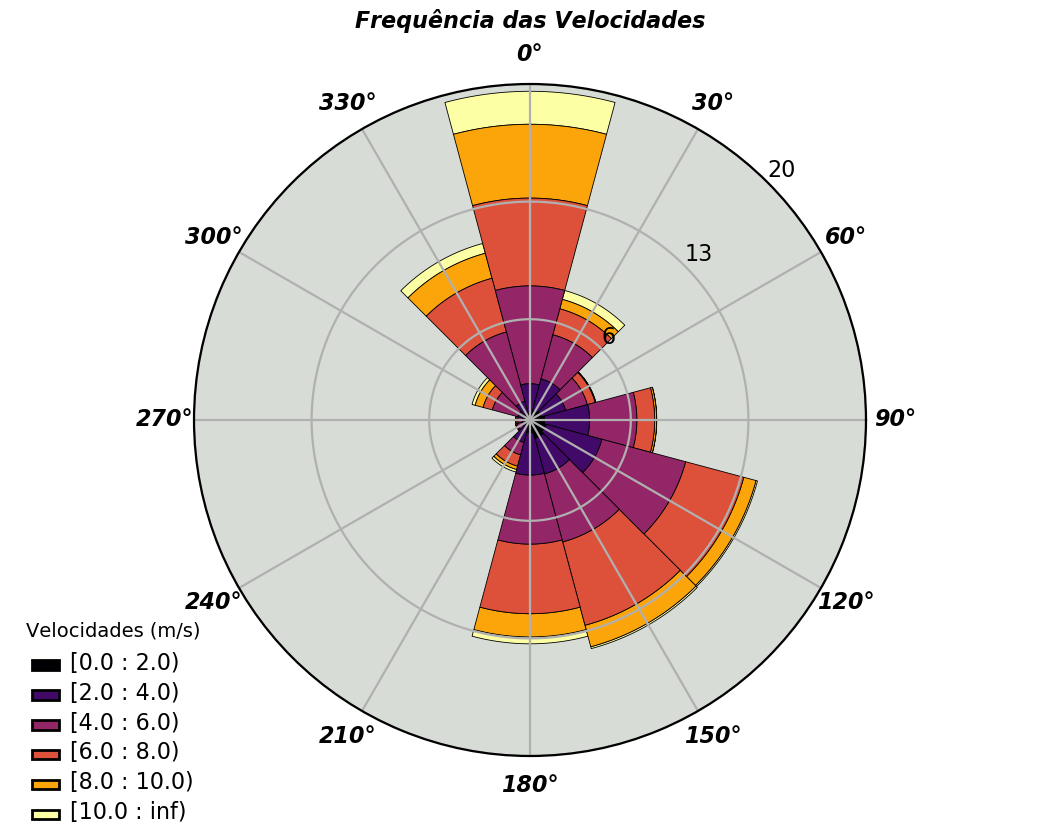 Frequência das Velocidades
0°
330°
30°
20
300°
60°
13
6
270°
90°
240°
120°
210°
150°
180°
Velocidades (m/s)
[0.0 : 2.0)
[2.0 : 4.0)
[4.0 : 6.0)
[6.0 : 8.0)
[8.0 : 10.0)
[10.0 : inf)